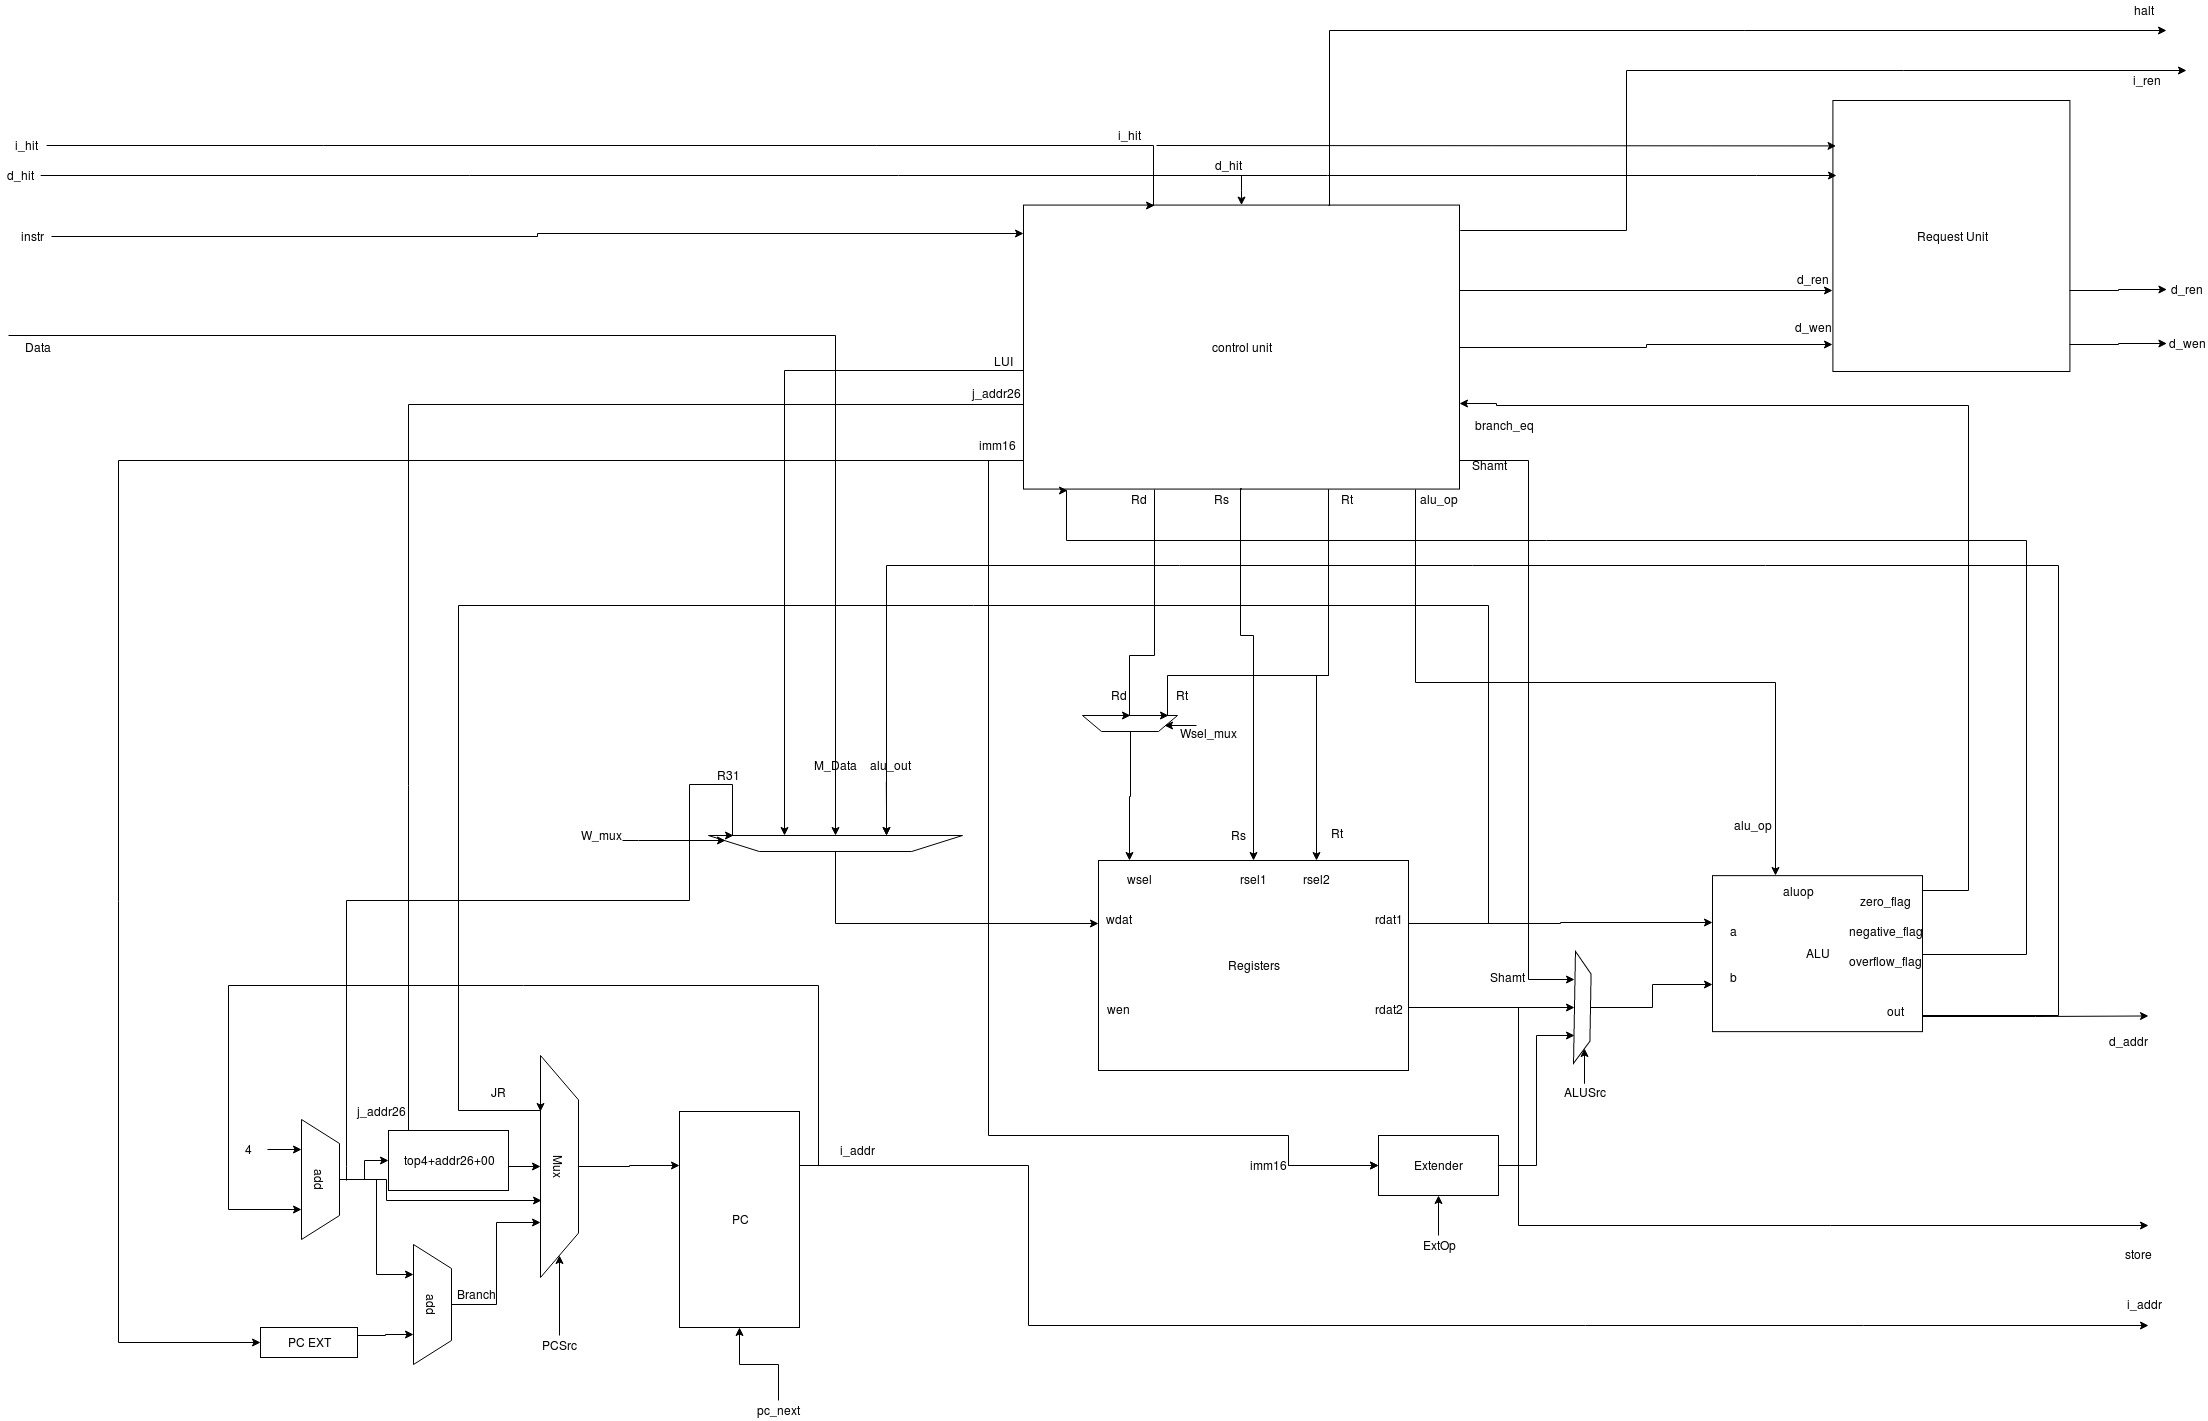 halt
i_ren
i_hit
i_hit
d_hit
d_hit
instr
Request Unit
d_ren
d_ren
d_wen
d_wen
Data
control unit
LUI
j_addr26
imm16
branch_eq
Shamt
Rd
Rs
Rt
alu_op
Rd
Rt
Wsel_mux
M_Data
alu_out
R31
W_mux
Rs
Rt
alu_op
wsel
rsel1
rsel2
wdat
rdat1
Registers
wen
rdat2
aluop
zero_flag
a
negative_flag
ALU
overflow_flag
b
out
Shamt
ALUSrc
d_addr
JR
j_addr26
4
add
top4+addr26+00
Mux
i_addr
PC
imm16
Extender
ExtOp
store
add
Branch
i_addr
PC EXT
PCSrc
pc_next